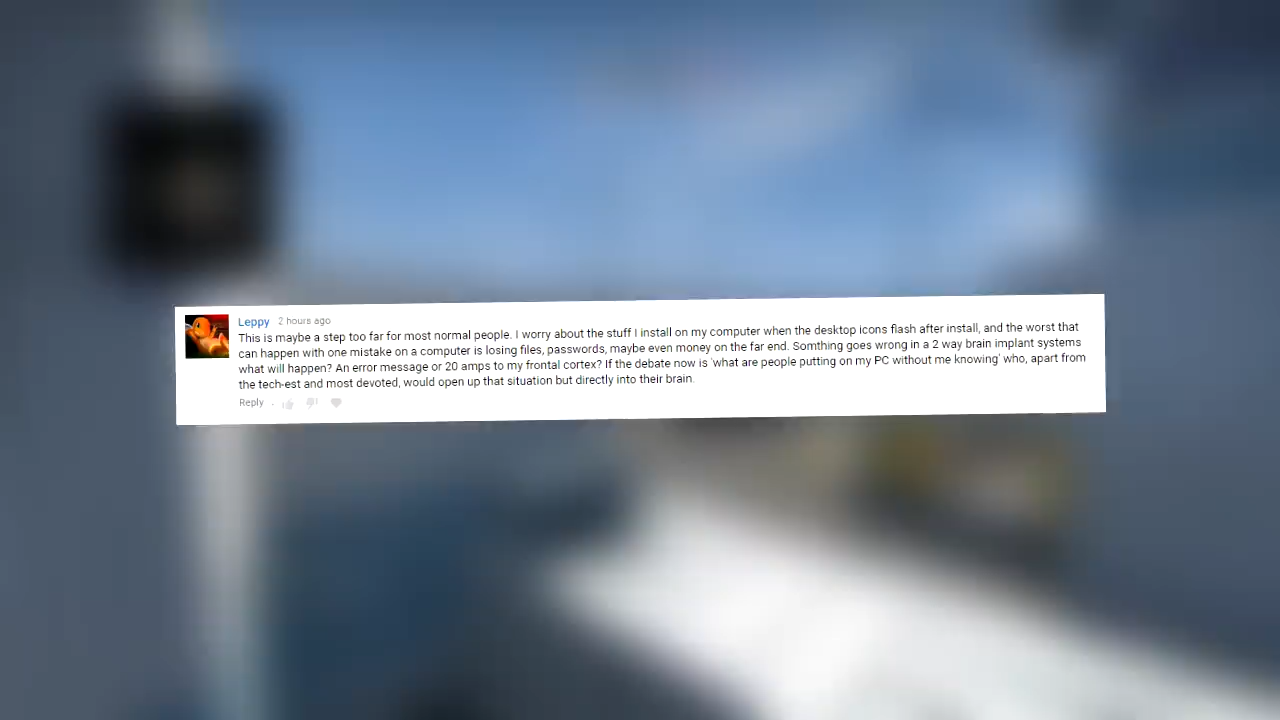 Leppy 2 hours ago
This is maybe a step too far for most normal people. I worry about the stuff I install on my computer when the desktop icons flash after install, and the worst that
can happen with one mistake on a computer is losing files, passwords, maybe even money on the far end. Somthing goes wrong in a 2 way brain implant systems
what will happen? An error message or 20 amps to my frontal cortex? If the debate now is 'what are people putting on my PC without me knowing' who, apart from
the tech-est and most devoted, would open up that situation but directly into their brain.
Reply